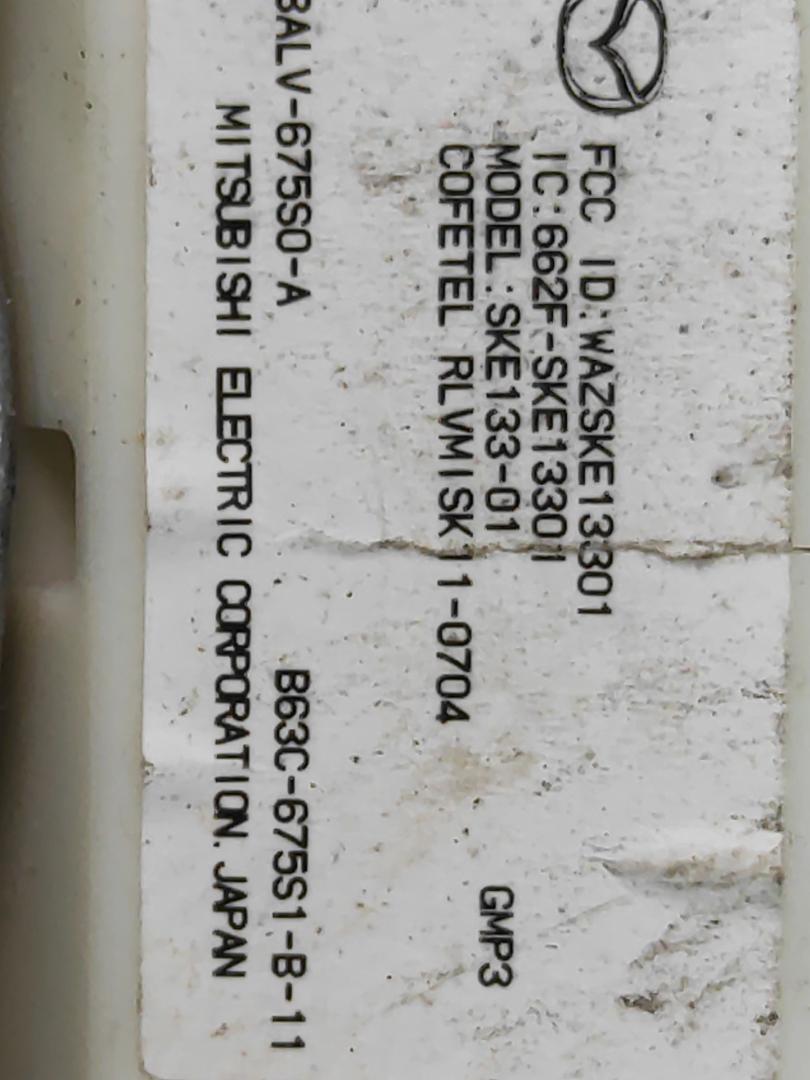 FCC ID:WAZSKE13301
IC:662F-SKE13301
MODEL:SKE133-01
COFETEL RLVMISK11-0704
GMP3
BALV-675S0-A B63C-675S1-B-11
MITSUBISHI ELECTRIC CORPORATION. JAPAN